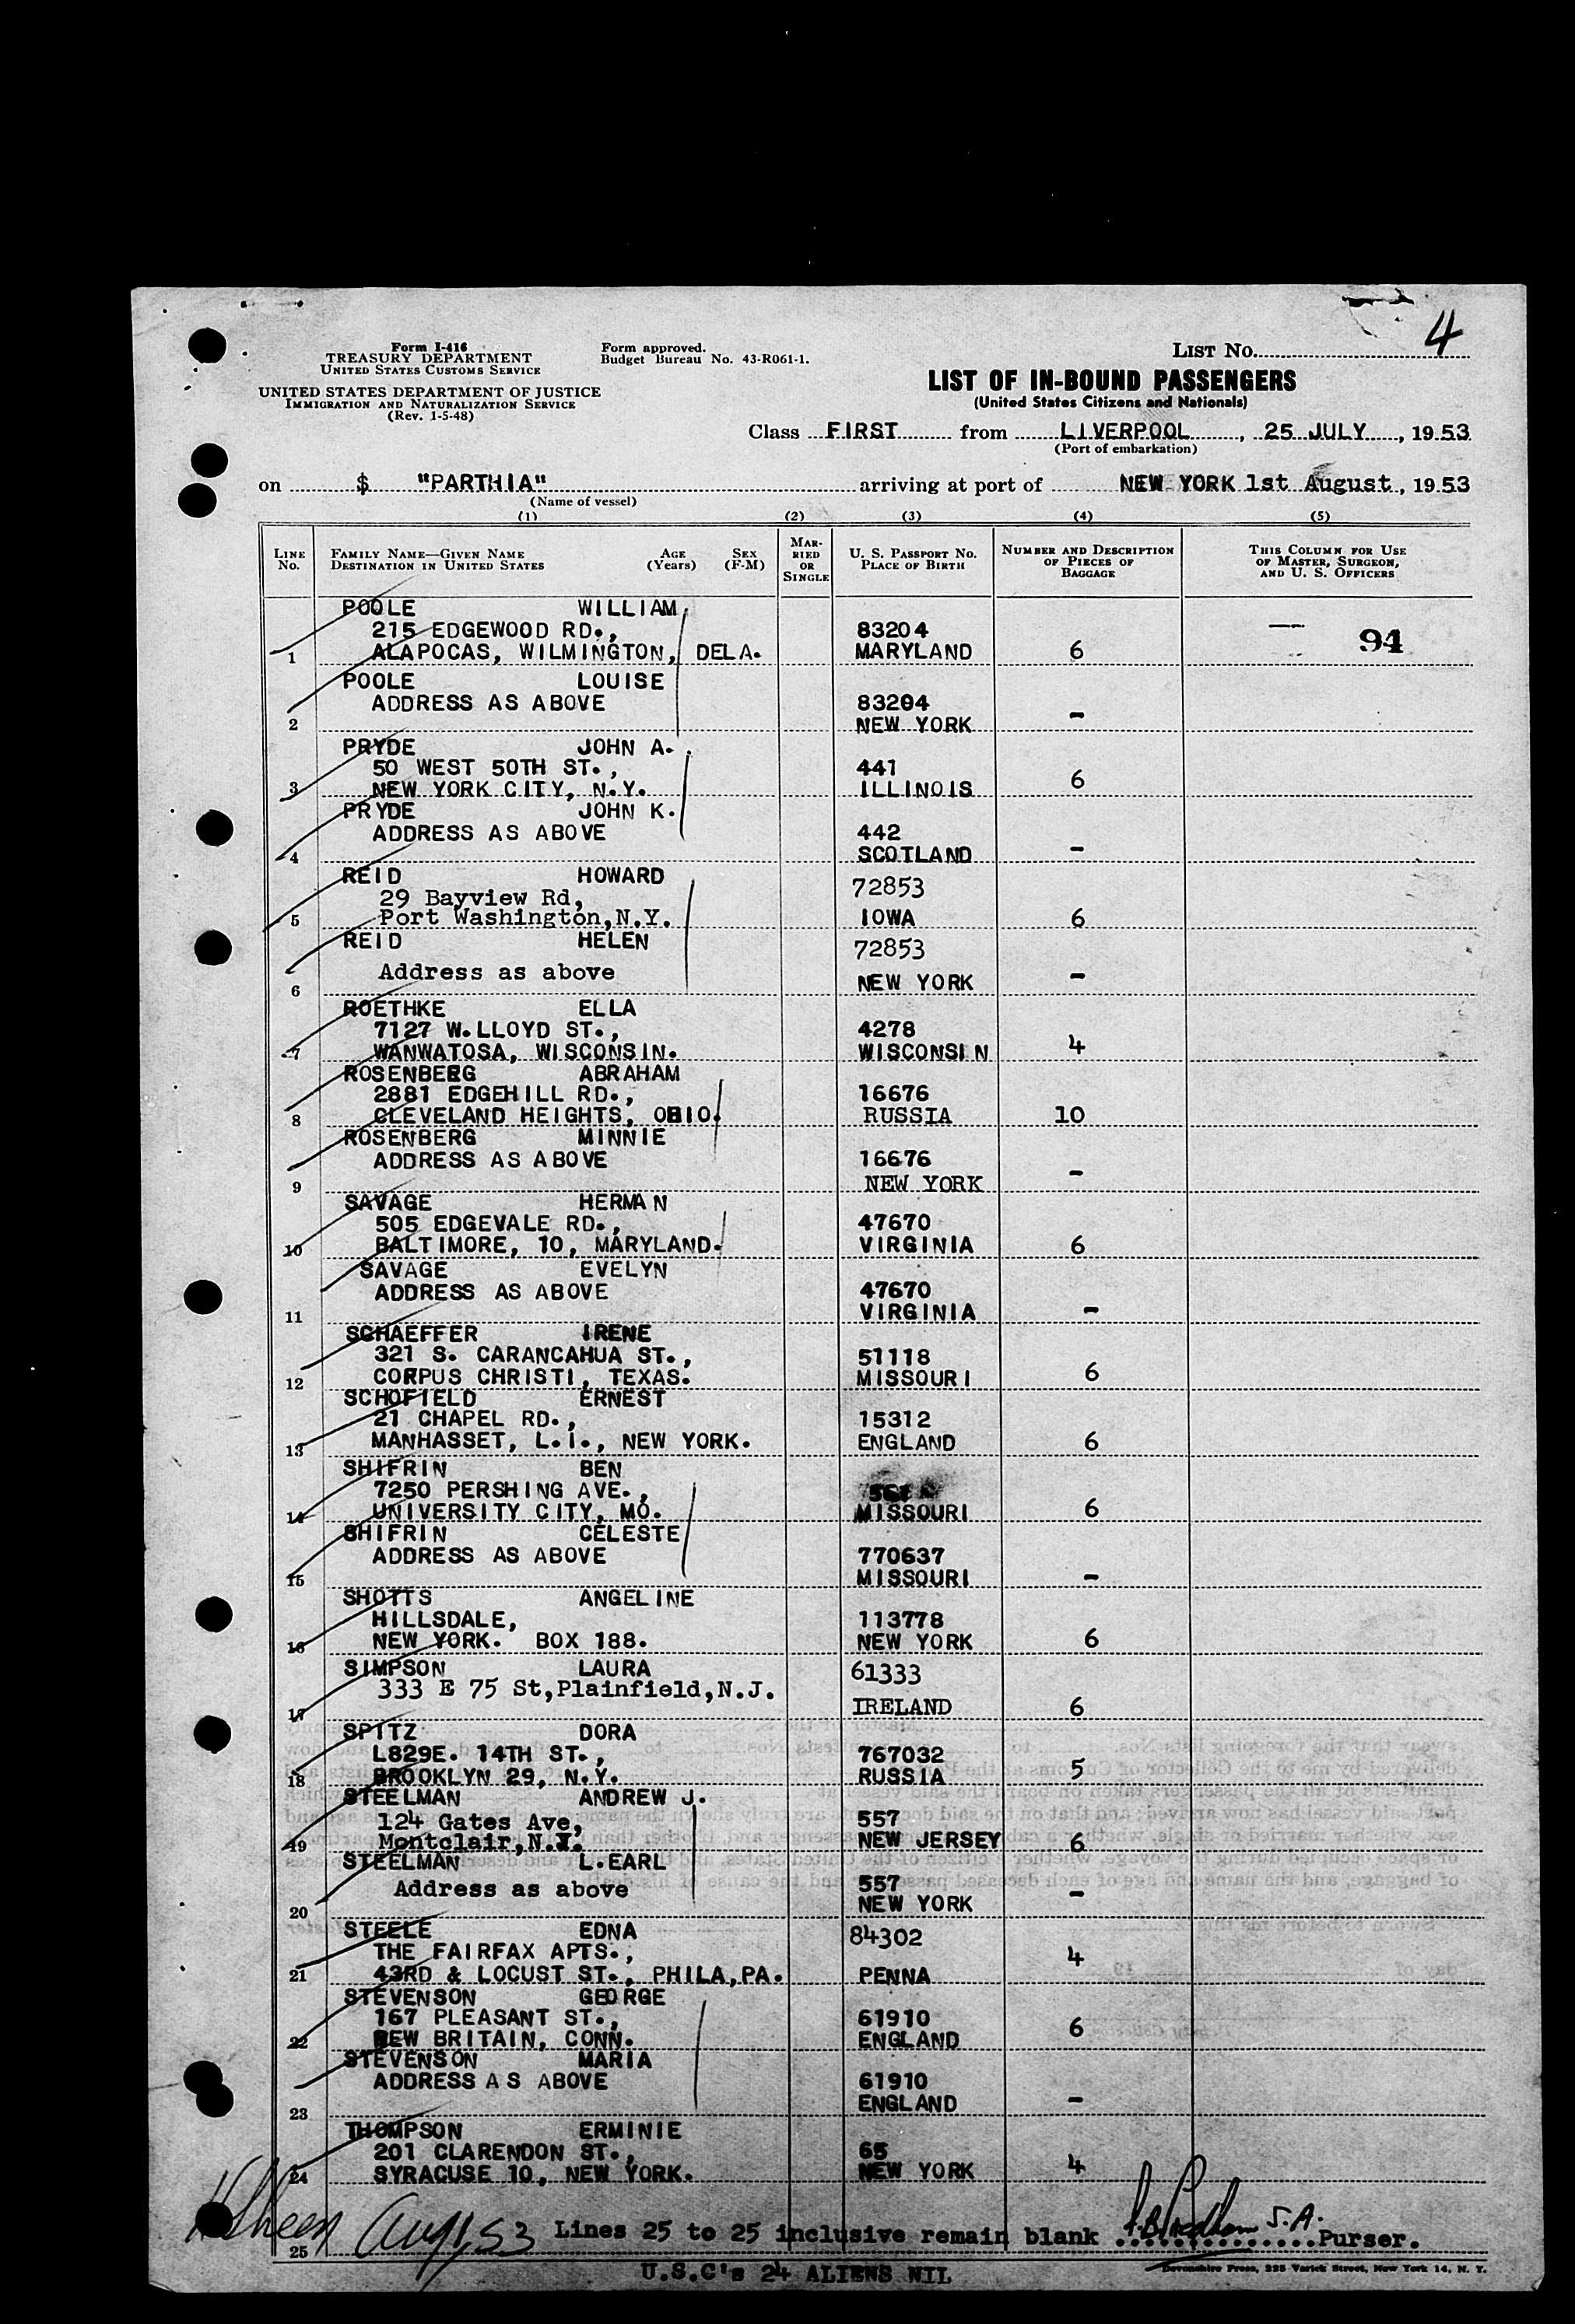 4
Form I-416
TREASURY DEPARTMENT
UNITED STATES CUSTOMS SERVICE
UNITED STATES DEPARTMENT OF JUSTICE
IMMIGRATION AND NATURALIZATION SERVICE
(Rev. 1-5-48)
Form approved.
Budget Bureau No. 43-R061-1.
LIST NO.
LIST OF IN-BOUND PASSENGERS
(United States Citizens and Nationals)
Class FIRST from LIVERPOOL, 25 JULY, 1953
(Port of embarkation)
on $ "PARTHIA" arriving at port of NEW YORK 1st August, 1953
(Name of vessel)
(1) (2) (3) (4) (5)
LINE NO. FAMILY NAME—GIVEN NAME DESTINATION IN UNITED STATES AGE (Years) SEX (F-M) MARRIED OR SINGLE U. S. PASSPORT NO. PLACE OF BIRTH NUMBER AND DESCRIPTION OF PIECES OF BAGGAGE THIS COLUMN FOR USE OF MASTER, SURGEON, AND U. S. OFFICERS
POOLE WILLIAM
215 EDGEWOOD RD., 83204 — 94
1 ALAPOCAS, WILMINGTON, DELA. MARYLAND 6
POOLE LOUISE
ADDRESS AS ABOVE 83204
2 NEW YORK -
PRYDE JOHN A.
50 WEST 50TH ST., 441
3 NEW YORK CITY, N.Y. ILLINOIS 6
PRYDE JOHN K.
ADDRESS AS ABOVE 442
4 SCOTLAND -
REID HOWARD 72853
29 Bayview Rd,
5 Port Washington,N.Y. IOWA 6
REID HELEN 72853
Address as above
6 NEW YORK -
ROETHKE ELLA
7127 W.LLOYD ST., 4278
7 WANWATOSA, WISCONSIN. WISCONSIN 4
ROSENBERG ABRAHAM
2881 EDGEHILL RD., 16676
8 CLEVELAND HEIGHTS, OHIO. RUSSIA 10
ROSENBERG MINNIE
ADDRESS AS ABOVE 16676
9 NEW YORK -
SAVAGE HERMAN
505 EDGEVALE RD., 47670
10 BALTIMORE, 10, MARYLAND. VIRGINIA 6
SAVAGE EVELYN
ADDRESS AS ABOVE 47670
11 VIRGINIA -
SCHAEFFER IRENE
321 S. CARANCAHUA ST., 51118
12 CORPUS CHRISTI, TEXAS. MISSOURI 6
SCHOFIELD ERNEST
21 CHAPEL RD., 15312
13 MANHASSET, L.I., NEW YORK. ENGLAND 6
SHIFRIN BEN
7250 PERSHING AVE.,
14 UNIVERSITY CITY, MO. MISSOURI 6
SHIFRIN CELESTE
ADDRESS AS ABOVE 770637
15 MISSOURI -
SHOTTS ANGELINE
HILLSDALE, 113778
16 NEW YORK. BOX 188. NEW YORK 6
SIMPSON LAURA 61333
333 E 75 St,Plainfield,N.J.
17 IRELAND 6
SPITZ DORA
L829E. 14TH ST., 767032
18 BROOKLYN 29, N.Y. RUSSIA 5
STEELMAN ANDREW J.
124 Gates Ave, 557
19 Montclair,N.J. NEW JERSEY 6
STEELMAN L.EARL
Address as above 557
20 NEW YORK -
STEELE EDNA 84302
THE FAIRFAX APTS., 4
21 43RD & LOCUST ST., PHILA,PA. PENNA
STEVENSON GEORGE
167 PLEASANT ST., 61910
22 NEW BRITAIN, CONN. ENGLAND 6
STEVENSON MARIA
ADDRESS AS ABOVE 61910
23 ENGLAND -
THOMPSON ERMINIE
201 CLARENDON ST., 65
24 SYRACUSE 10, NEW YORK. NEW YORK 4
25 Aug 1, 53 Lines 25 to 25 inclusive remain blank S.A. Purser.
U.S.C's 24 ALIENS NIL
Devonshire Press, 225 Varick Street, New York 14, N. Y.